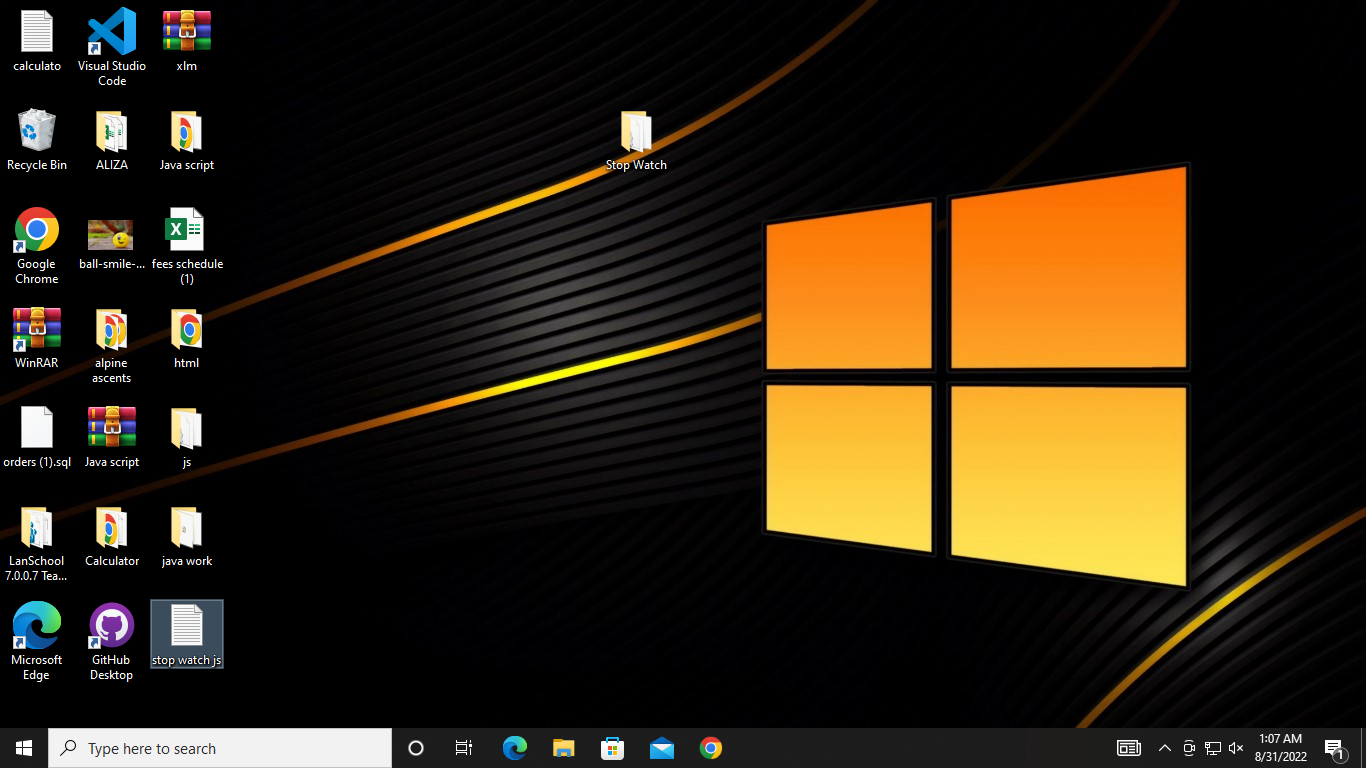 calculato
Visual Studio
Code
xlm
Recycle Bin
ALIZA
Java script
Stop Watch
Google
Chrome
ball-smile-...
fees schedule
(1)
WinRAR
alpine
ascents
html
orders (1).sql
Java script
js
LanSchool
7.0.0.7 Tea...
Calculator
java work
Microsoft
Edge
GitHub
Desktop
stop watch js
Type here to search
1:07 AM
8/31/2022
1